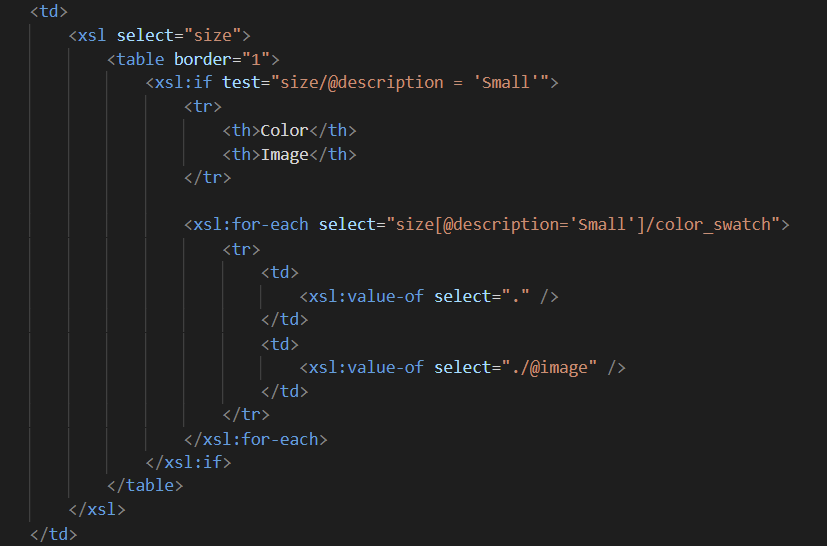 <td>
<xsl select="size">
<table border="1">
<xsl:if test="size/@description = 'Small'">
<tr>
<th>Color</th>
<th>Image</th>
</tr>
<xsl:for-each select="size[@description='Small']/color_swatch">
<tr>
<td>
<xsl:value-of select="." />
</td>
<td>
<xsl:value-of select="./@image" />
</td>
</tr>
</xsl:for-each>
</xsl:if>
</table>
</xsl>
</td>